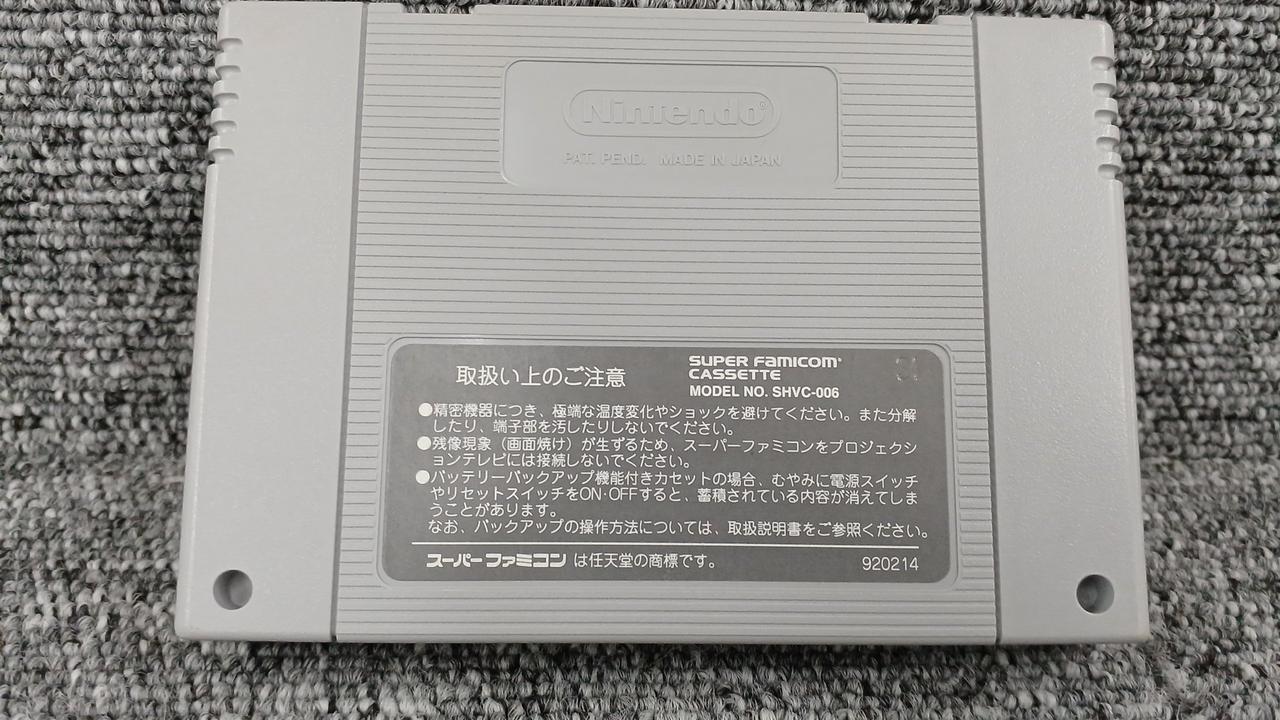 Nintendo®
PAT. PEND. MADE IN JAPAN
取扱い上のご注意
SUPER FAMICOM
CASSETTE
MODEL NO. SHVC-006
●精密機器につき、極端な温度変化やショックを避けてください。また分解
したり、端子部を汚したりしないでください。
●残像現象(画面焼け)が生ずるため、スーパーファミコンをプロジェクシ
ョンテレビには接続しないでください。
●バッテリーバックアップ機能付きカセットの場合、むやみに電源スイッチ
やリセットスイッチをON・OFFすると、蓄積されている内容が消えてしま
うことがあります。
なお、バックアップの操作方法については、取扱説明書をご参照ください。
スーパーファミコンは任天堂の商標です。
920214